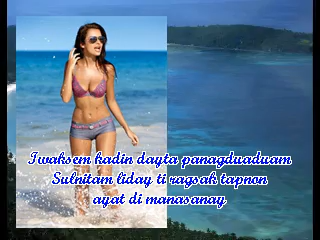 Iwaksem kadin dayta panagduaduam
Sulnitam liday ti ragsak tapnon
ayat di manasanay